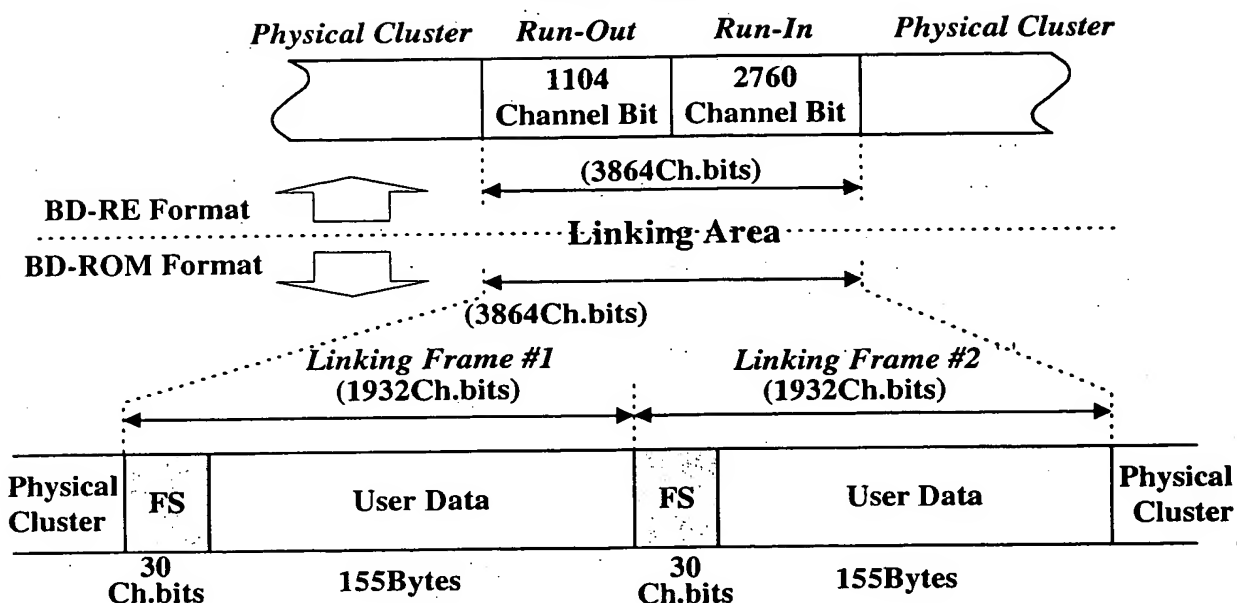 Physical Cluster Run-Out Run-In Physical Cluster
1104 2760
Channel Bit Channel Bit
(3864Ch.bits)
BD-RE Format
Linking Area
BD-ROM Format
(3864Ch.bits)
Linking Frame #1 Linking Frame #2
(1932Ch.bits) (1932Ch.bits)
Physical Cluster FS User Data FS User Data Physical Cluster
30 Ch.bits 155Bytes 30 Ch.bits 155Bytes